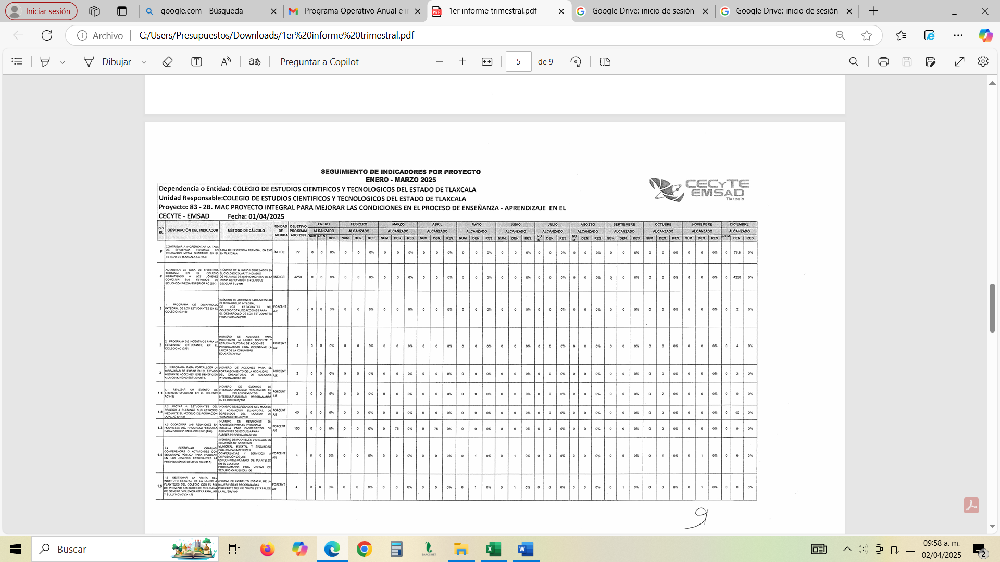 Iniciar sesión
google.com - Búsqueda
Programa Operativo Anual e i
1er informe trimestral.pdf
Google Drive: inicio de sesión
Google Drive: inicio de sesión
Archivo
C:/Users/Presupuestos/Downloads/1er%20informe%20trimestral.pdf
Dibujar
Preguntar a Copilot
5 de 9
SEGUIMIENTO DE INDICADORES POR PROYECTO
ENERO - MARZO 2025
Dependencia o Entidad: COLEGIO DE ESTUDIOS CIENTIFICOS Y TECNOLOGICOS DEL ESTADO DE TLAXCALA
Unidad Responsable:COLEGIO DE ESTUDIOS CIENTIFICOS Y TECNOLOGICOS DEL ESTADO DE TLAXCALA
Proyecto: 83 - 2B. MAC PROYECTO INTEGRAL PARA MEJORAR LAS CONDICIONES EN EL PROCESO DE ENSEÑANZA - APRENDIZAJE EN EL
CECYTE - EMSAD Fecha: 01/04/2025
CECyTE
EMSAD
Tlaxcala
NIV EL DESCRIPCIÓN DEL INDICADOR MÉTODO DE CÁLCULO UNIDAD DE MEDIDA OBJETIVO PROGRAM ADO 2025 ENERO FEBRERO MARZO ABRIL MAYO JUNIO JULIO AGOSTO SEPTIEMBRE OCTUBRE NOVIEMBRE DICIEMBRE
ALCANZADO ALCANZADO ALCANZADO ALCANZADO ALCANZADO ALCANZADO ALCANZADO ALCANZADO ALCANZADO ALCANZADO ALCANZADO ALCANZADO
NUM DEN RES. NUM. DEN. RES. NUM. DEN. RES. NUM. DEN. RES. NUM. DEN. RES. NUM. DEN. RES. NU M. DEN. RES. NU M. DEN. RES. NUM. DEN. RES. NUM. DEN. RES. NUM. DEN. RES. NUM DEN. RES.
F CONTRIBUIR A INCREMENTAR LA TASA DE EFICIENCIA TERMINAL EN EDUCACIÓN MEDIA SUPERIOR EN EL ESTADO DE TLAXCALA AC (254) TASA DE EFICIENCIA TERMINAL EN EMS EN TLAXCALA ÍNDICE 77 0 0 0% 0 0 0% 0 0 0% 0 0 0% 0 0 0% 0 0 0% 0 0 0% 0 0 0% 0 0 0% 0 0 0% 0 0 0% 0 76.8 0%
P AUMENTAR LA TASA DE EFICIENCIA TERMINAL EN EL COLEGIO PERMITIENDO A LOS JÓVENES CONCLUIR SUS ESTUDIOS DE EDUCACIÓN MEDIA SUPERIOR AC (254) (NÚMERO DE ALUMNOS EGRESADOS EN EL CICLO ESCOLAR "T"/NÚMERO DE ALUMNOS DE NUEVO INGRESO DE LA MISMA GENERACIÓN EN EL CICLO ESCOLAR T-2)*100 ÍNDICE 4250 0 0 0% 0 0 0% 0 0 0% 0 0 0% 0 0 0% 0 0 0% 0 0 0% 0 0 0% 0 0 0% 0 0 0% 0 0 0% 0 4250 0%
1 1. PROGRAMA DE DESARROLLO INTEGRAL DE LOS ESTUDIANTES EN EL COLEGIO AC (48) (NÚMERO DE ACCIONES PARA MEJORAR EL DESARROLLO INTEGRAL DE LOS ESTUDIANTES DEL COLEGIO/TOTAL DE ACCIONES PARA EL DESARROLLO DE LOS ESTUDIANTES PROGRAMADAS)*100 PORCENT AJE 2 0 0 0% 0 0 0% 0 0 0% 0 0 0% 0 0 0% 0 0 0% 0 0 0% 0 0 0% 0 0 0% 0 0 0% 0 0 0% 0 2 0%
2 2. PROGRAMA DE INCENTIVOS PARA LA COMUNIDAD ESTUDIANTIL EN EL COLEGIO AC (258) (NÚMERO DE ACCIONES PARA INCENTIVAR LA LABOR DOCENTE Y ESTUDIANTIL/TOTAL DE ACCIONES PROGRAMADAS PARA INCENTIVAR LA LABOR DE LA COMUNIDAD EDUCATIVA)*100 PORCENT AJE 4 0 0 0% 0 0 0% 0 0 0% 0 0 0% 0 0 0% 0 0 0% 0 0 0% 0 0 0% 0 0 0% 0 0 0% 0 0 0% 0 4 0%
3 3. PROGRAMA PARA FORTALECER LA MODALIDAD DE EMSAD EN EL ESTADO MEDIANTE ACCIONES QUE BENEFICIEN A LA COMUNIDAD ESTUDIANTIL (NÚMERO DE ACCIONES PARA EL FORTALECIMIENTO DE LA MODALIDAD DEL EMSAD/TOTAL DE ACCIONES PROGRAMADAS)*100 PORCENT AJE 2 0 0 0% 0 0 0% 0 0 0% 0 0 0% 0 0 0% 0 0 0% 0 0 0% 0 0 0% 0 0 0% 0 0 0% 0 0 0% 0 2 0%
1.1 1.1 REALIZAR UN EVENTO DE INTERCULTURALIDAD EN EL COLEGIO AC (48) (NÚMERO DE EVENTOS DE INTERCULTURALIDAD REALIZADOS EN EL COLEGIO/EVENTOS DE INTERCULTURALIDAD PROGRAMADOS EN EL COLEGIO)*100 PORCENT AJE 2 0 0 0% 0 0 0% 0 0 0% 0 0 0% 0 0 0% 0 0 0% 0 0 0% 0 0 0% 0 0 0% 0 2 0% 0 0 0% 0 0 0%
1.2 1.2 APOYAR A ESTUDIANTES DEL COLEGIO A CULMINAR SUS ESTUDIOS MEDIANTE EL MODELO DE FORMACIÓN DUAL AC (241.8) (NÚMERO DE EGRESADOS DEL MODELO DE FORMACIÓN DUAL/TOTAL DE EGRESADOS DEL MODELO DE FORMACIÓN DUAL)*100 PORCENT AJE 40 0 0 0% 0 0 0% 0 0 0% 0 0 0% 0 0 0% 0 0 0% 0 0 0% 0 0 0% 0 0 0% 0 0 0% 0 0 0% 0 40 0%
1.3 1.3 COORDINAR LAS REUNIONES EN PLANTELES DEL PROGRAMA "ESCUELA PARA PADRES" EN EL COLEGIO (263) (NÚMERO DE REUNIONES EN PLANTELES PARA EL PROGRAMA ESCUELA PARA PADRES/TOTAL DE REUNIONES DE ESCUELA PARA PADRES PROGRAMADAS)*100 PORCENT AJE 150 0 0 0% 0 0 0% 0 75 0% 0 75 0% 0 0 0% 0 0 0% 0 0 0% 0 0 0% 0 0 0% 0 0 0% 0 0 0% 0 0 0%
1.4 1.4 GESTIONAR CHARLAS, CONFERENCIAS O ACTIVIDADES CON SEGURIDAD PÚBLICA PARA INCULCAR EN LOS JÓVENES ESTUDIANTES LA PREVENCIÓN DE DELITOS AC (241.5) (NÚMERO DE PLANTELES VISITADOS EN COMPAÑÍA DE GOBIERNO MUNICIPAL, ESTATAL Y SEGURIDAD PÚBLICA PARA OFRECER CONFERENCIAS Y SERVICIOS A DISPOSICIÓN DE LOS ESTUDIANTES/NÚMERO DE PLANTELES EN EL COLEGIO PROGRAMADOS PARA VISITAS DE SEGURIDAD PÚBLICA)*100 PORCENT AJE 4 0 0 0% 0 0 0% 0 0 0% 0 0 0% 0 1 0% 0 1 0% 0 0 0% 0 0 0% 0 0 0% 0 1 0% 0 1 0% 0 0 0%
1.5 1.5 GESTIONAR LA VISITA DEL INSTITUTO ESTATAL DE LA MUJER A PLANTELES DEL COLEGIO CON EL FIN DE PREVENIR FACTORES DE VIOLENCIA DE GÉNERO, VIOLENCIA INTRA FAMILIAR Y BULLYING AC (241.7) (VISITAS DE INSTITUTO ESTATAL DE LA MUJER/VISITAS PROGRAMADAS POR PARTE DEL INSTITUTO ESTATAL DE LA MUJER)*100 PORCENT AJE 4 0 0 0% 0 0 0% 0 0 0% 0 0 0% 0 1 0% 0 1 0% 0 0 0% 0 0 0% 0 1 0% 0 0 0% 0 1 0% 0 0 0%
Buscar
SAACG.NET
09:58 a. m.
02/04/2025
2